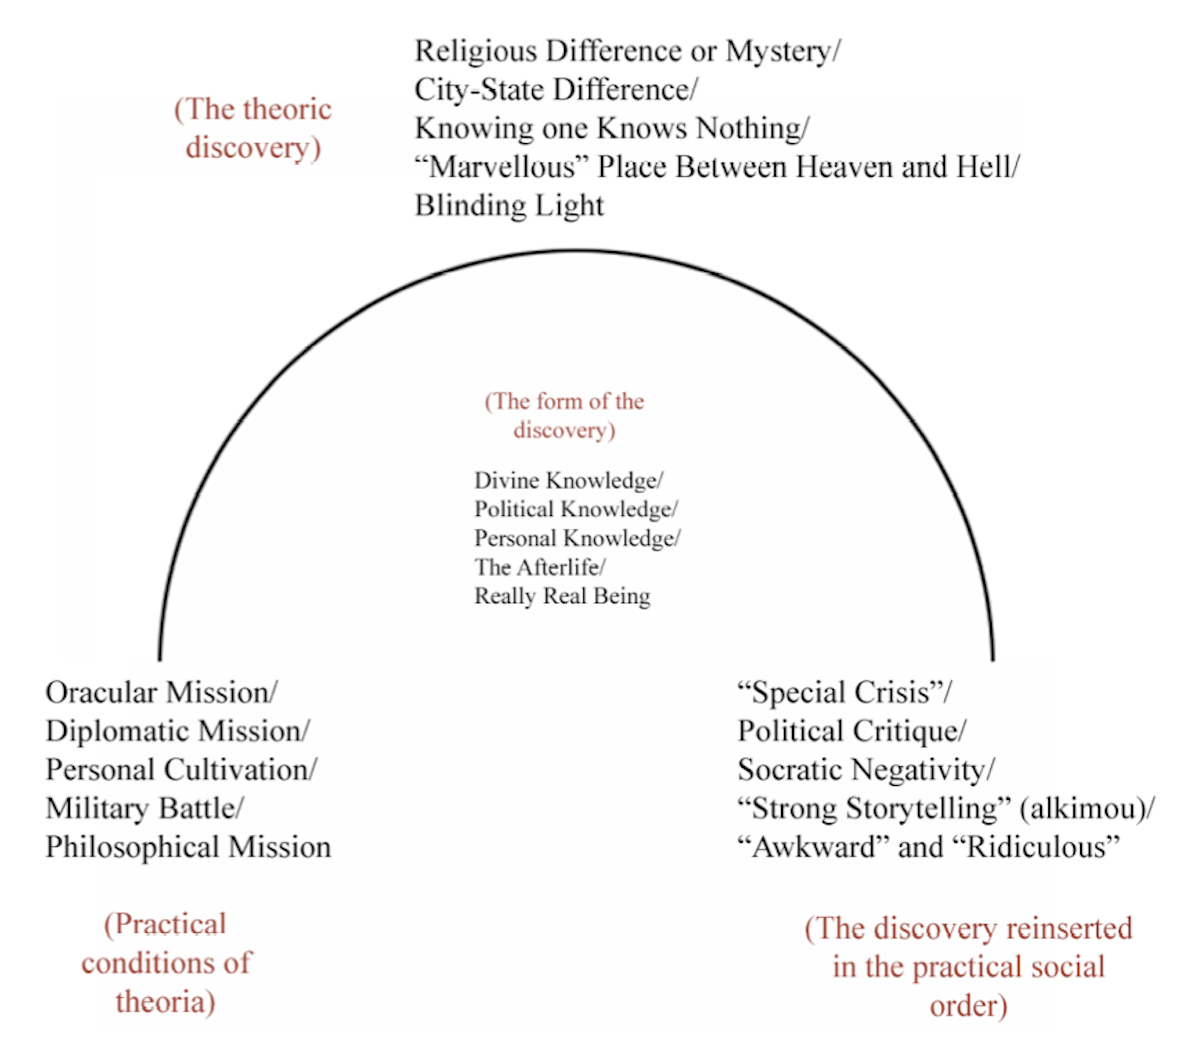 Religious Difference or Mystery/
City-State Difference/
Knowing one Knows Nothing/
“Marvellous” Place Between Heaven and Hell/
Blinding Light
(The theoric
discovery)
(The form of the
discovery)
Divine Knowledge/
Political Knowledge/
Personal Knowledge/
The Afterlife/
Really Real Being
Oracular Mission/
Diplomatic Mission/
Personal Cultivation/
Military Battle/
Philosophical Mission
(Practical
conditions of
theoria)
“Special Crisis”/
Political Critique/
Socratic Negativity/
“Strong Storytelling” (alkimou)/
“Awkward” and “Ridiculous”
(The discovery reinserted
in the practical social
order)